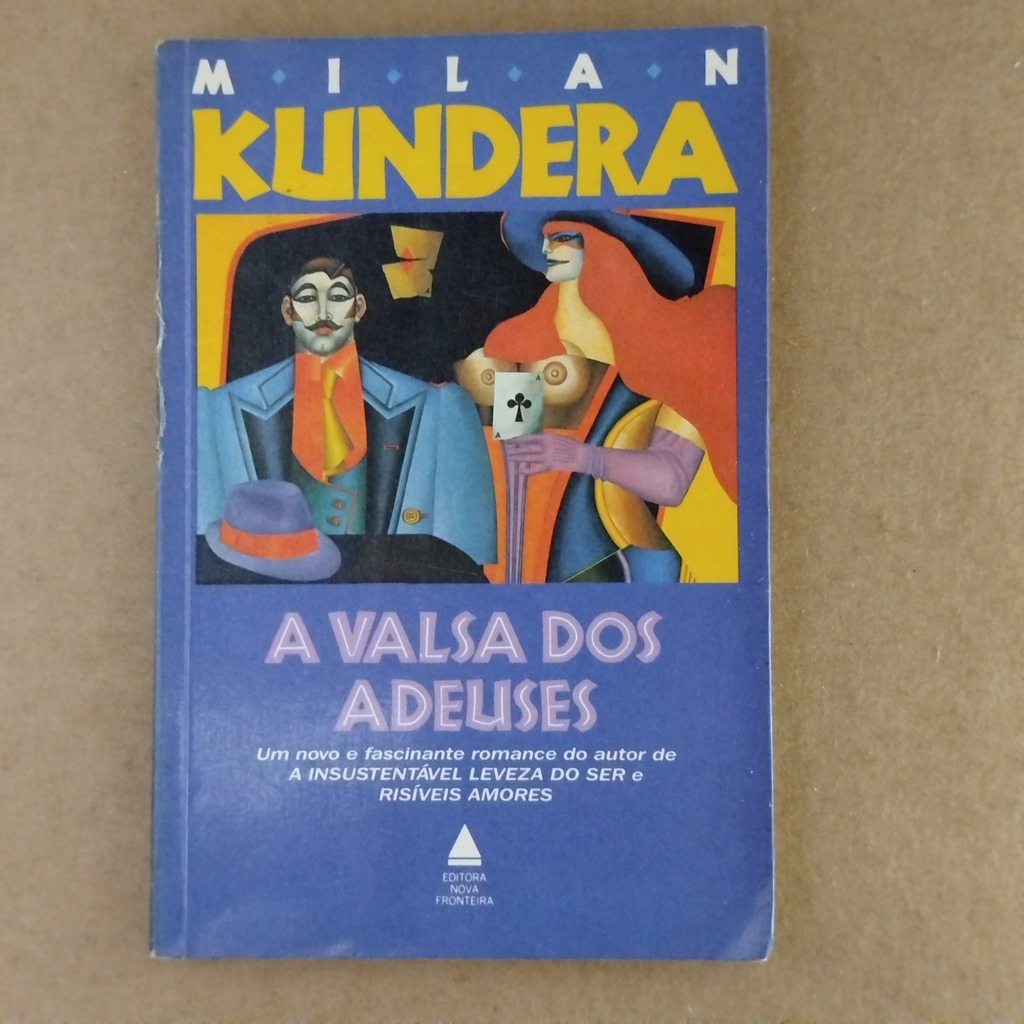 MILAN
KUNDERA
A
A
A VALSA DOS
ADEUSES
Um novo e fascinante romance do autor de
A INSUSTENTÁVEL LEVEZA DO SER e
RISÍVEIS AMORES
EDITORA
NOVA
FRONTEIRA